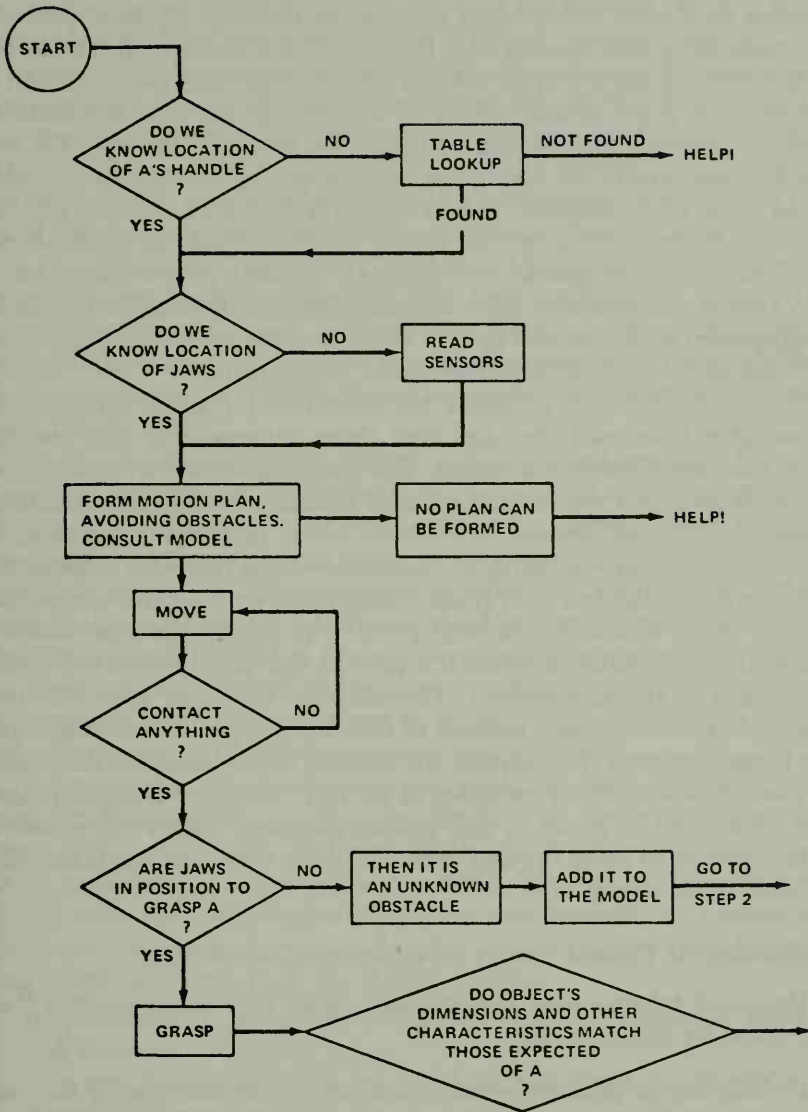 START
DO WE
KNOW LOCATION
OF A'S HANDLE
?
NO
TABLE
LOOKUP
NOT FOUND
HELP!
YES
FOUND
DO WE
KNOW LOCATION
OF JAWS
?
NO
READ
SENSORS
YES
FORM MOTION PLAN,
AVOIDING OBSTACLES.
CONSULT MODEL
NO PLAN CAN
BE FORMED
HELP!
MOVE
CONTACT
ANYTHING
?
NO
YES
ARE JAWS
IN POSITION TO
GRASP A
?
NO
THEN IT IS
AN UNKNOWN
OBSTACLE
ADD IT TO
THE MODEL
GO TO
STEP 2
YES
GRASP
DO OBJECT'S
DIMENSIONS AND OTHER
CHARACTERISTICS MATCH
THOSE EXPECTED
OF A
?